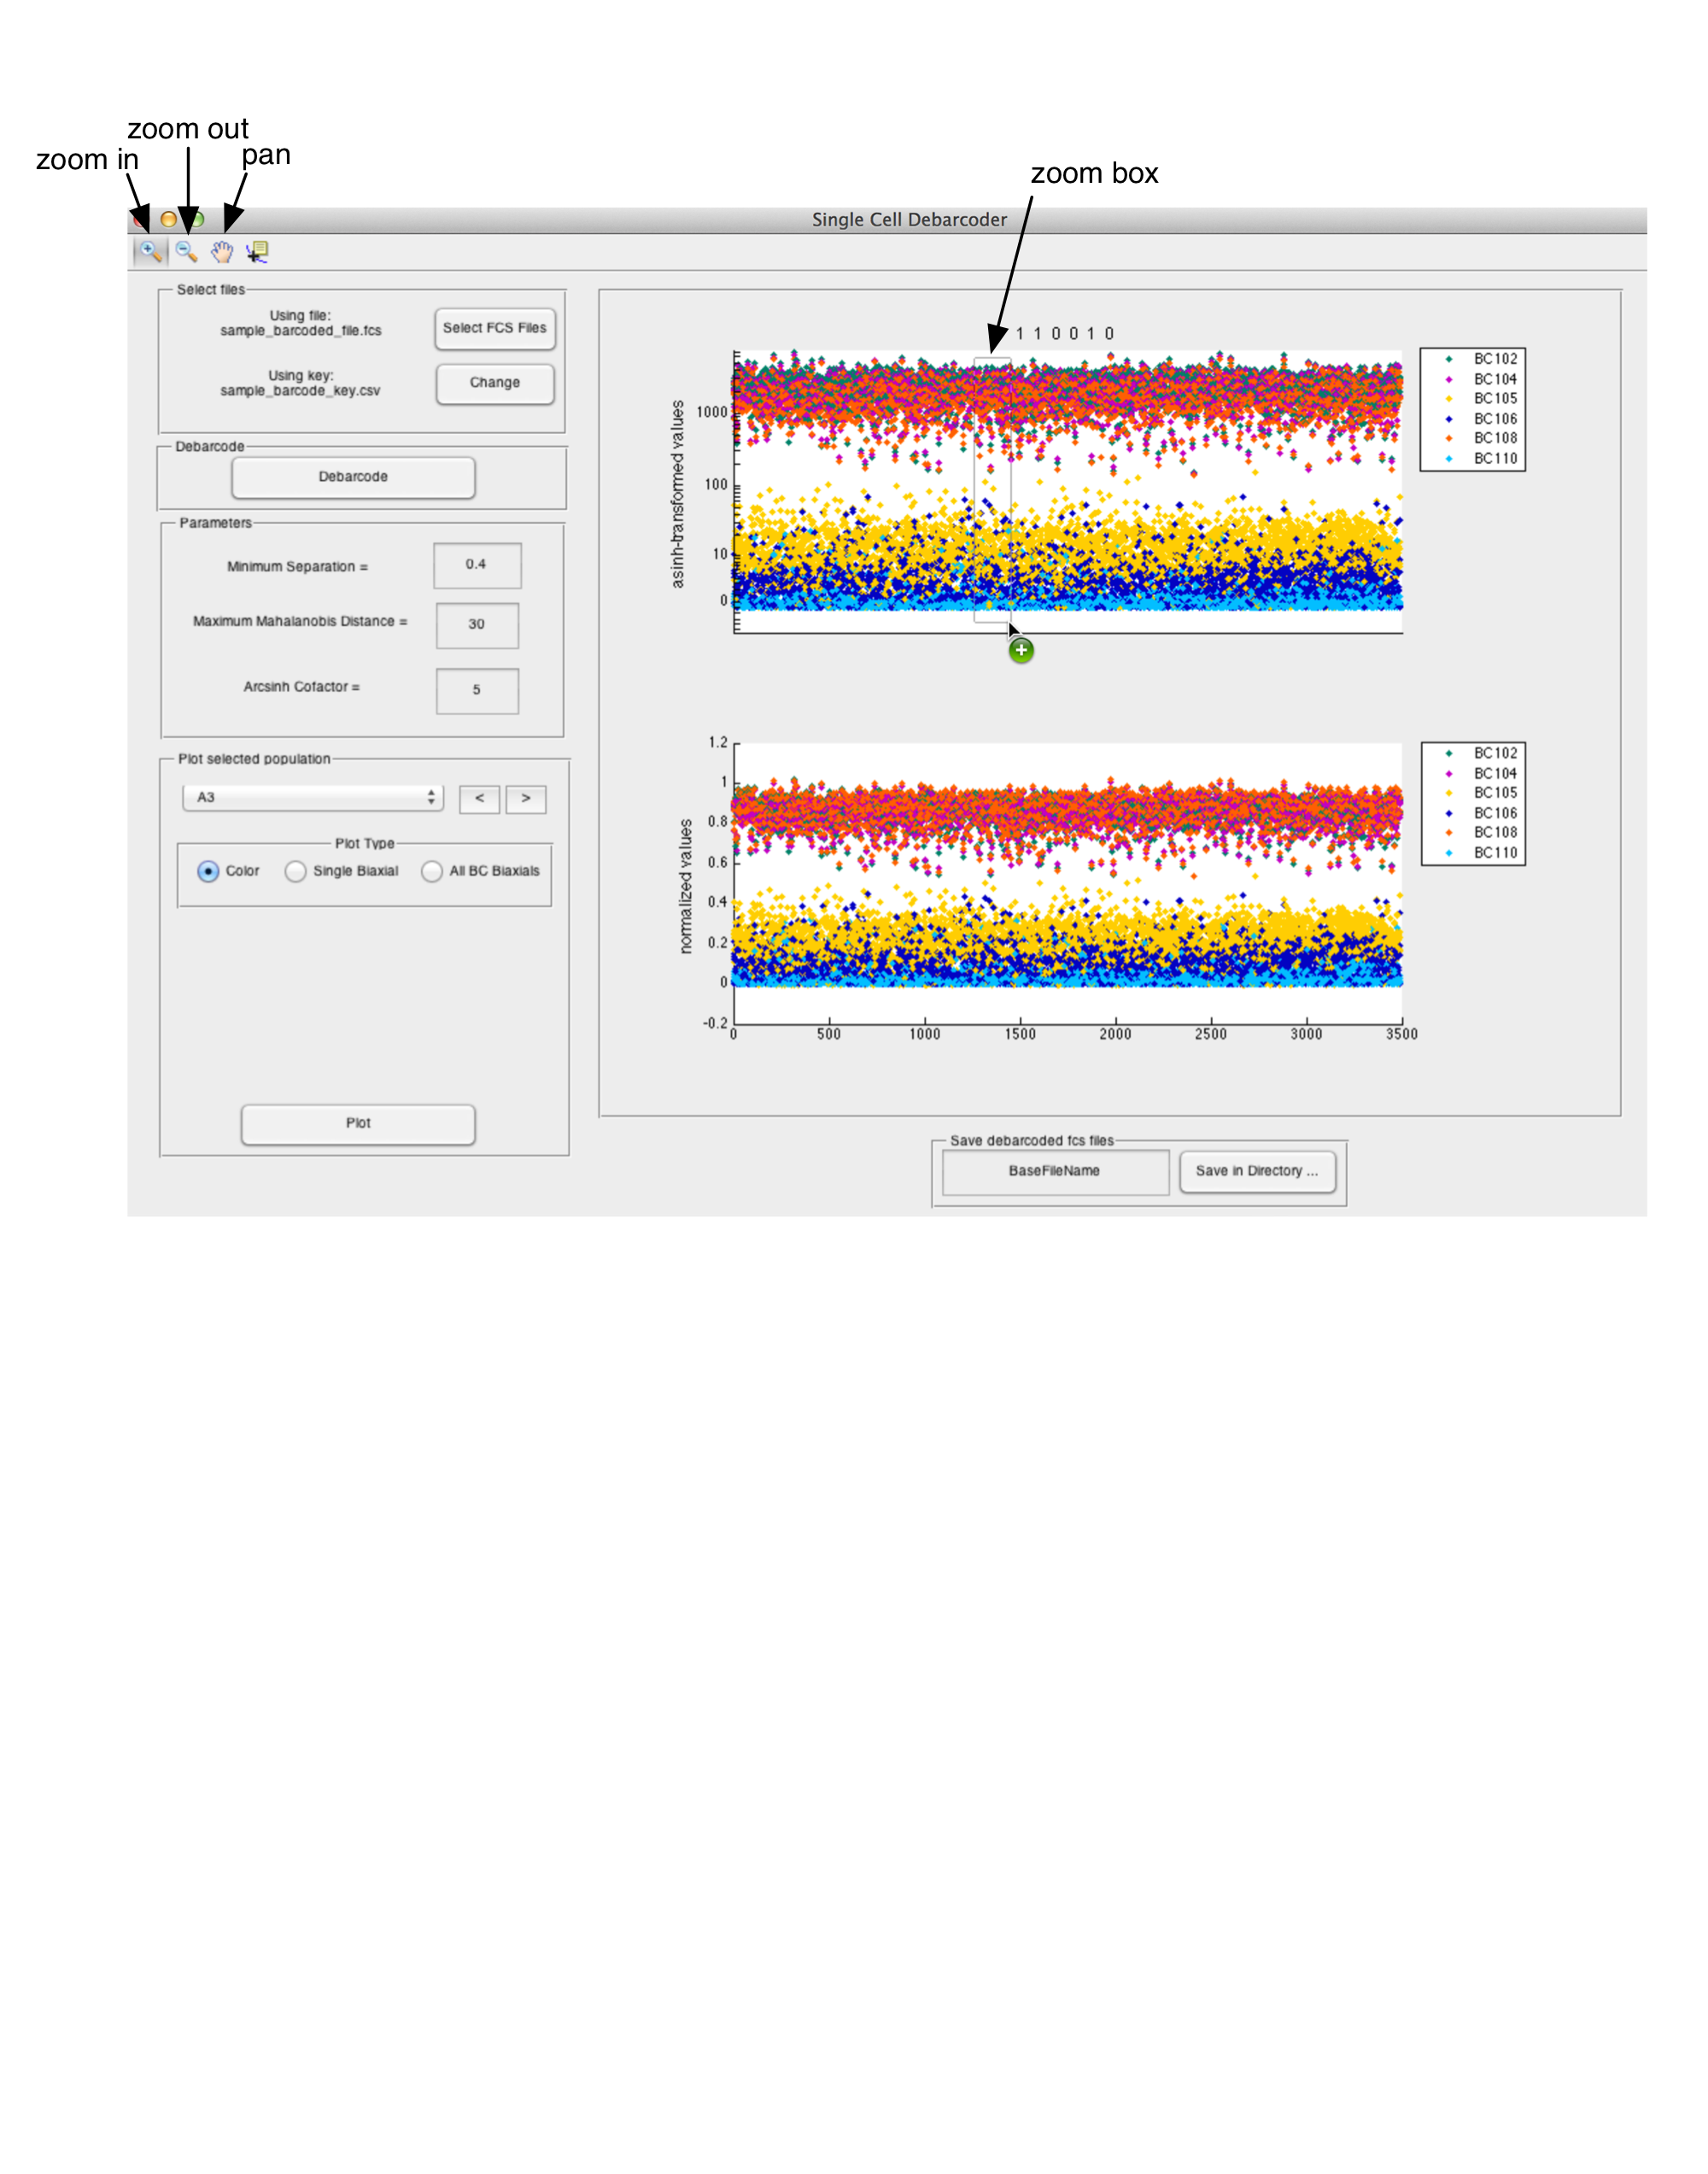 zoom out
zoom in
pan
zoom box
Single Cell Debarcoder
Select files
Using file:
sample_barcoded_file.fcs
Select FCS Files
Using key:
sample_barcode_key.csv
Change
Debarcode
Debarcode
Parameters
Minimum Separation =
0.4
Maximum Mahalanobis Distance =
30
Arcsinh Cofactor =
5
Plot selected population
A3
<
>
Plot Type
Color
Single Biaxial
All BC Biaxials
Plot
1 1 0 0 1 0
asinh-transformed values
1000
100
10
0
BC102
BC104
BC105
BC106
BC108
BC110
normalized values
1.2
1
0.8
0.6
0.4
0.2
0
-0.2
0 500 1000 1500 2000 2500 3000 3500
BC102
BC104
BC105
BC106
BC108
BC110
Save debarcoded fcs files
BaseFileName
Save in Directory ...